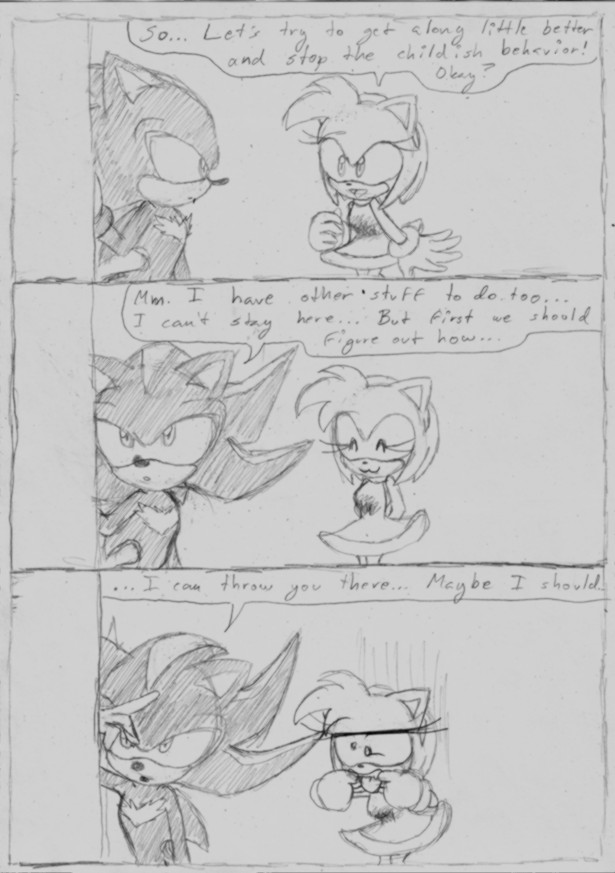 So... Let's try to get along little better
and stop the childish behavior!
Okay?
Mm. I have other stuff to do too...
I can't stay here... But first we should
figure out how...
... I can throw you there... Maybe I should..